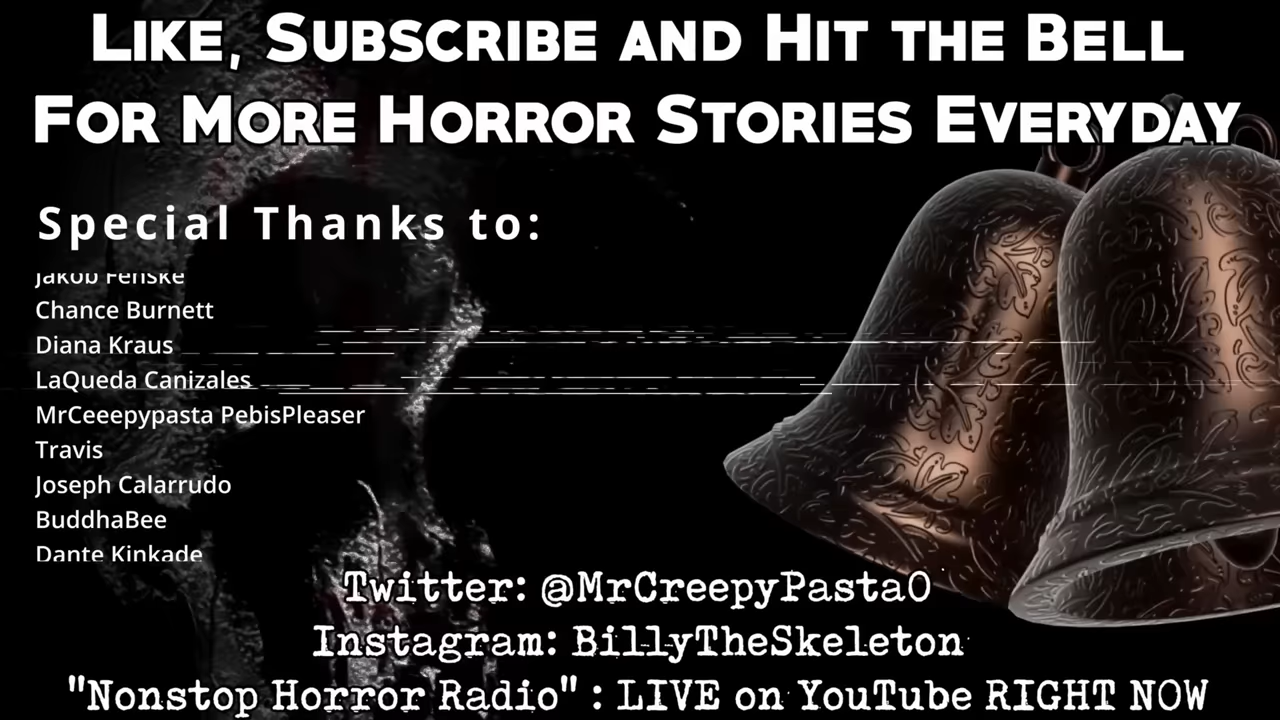 LIKE, SUBSCRIBE AND HIT THE BELL
FOR MORE HORROR STORIES EVERYDAY
Special Thanks to:
Jakob Fenske
Chance Burnett
Diana Kraus
LaQueda Canizales
MrCeeepypasta PebisPleaser
Travis
Joseph Calarrudo
BuddhaBee
Dante Kinkade
Twitter: @MrCreepyPasta0
Instagram: BillyTheSkeleton
"Nonstop Horror Radio" : LIVE on YouTube RIGHT NOW